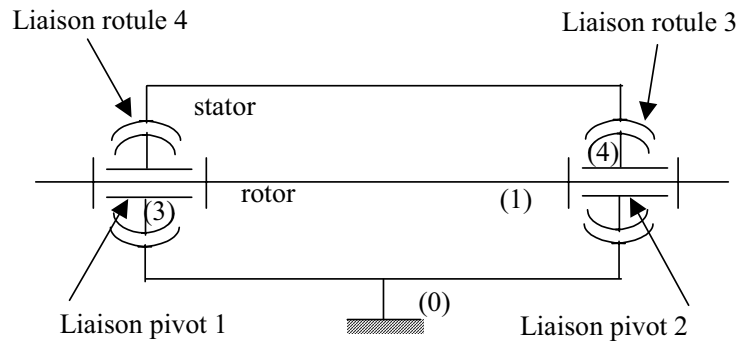 Liaison rotule 4
Liaison rotule 3
stator
(4)
rotor
(1)
(3)
(0)
Liaison pivot 1
Liaison pivot 2